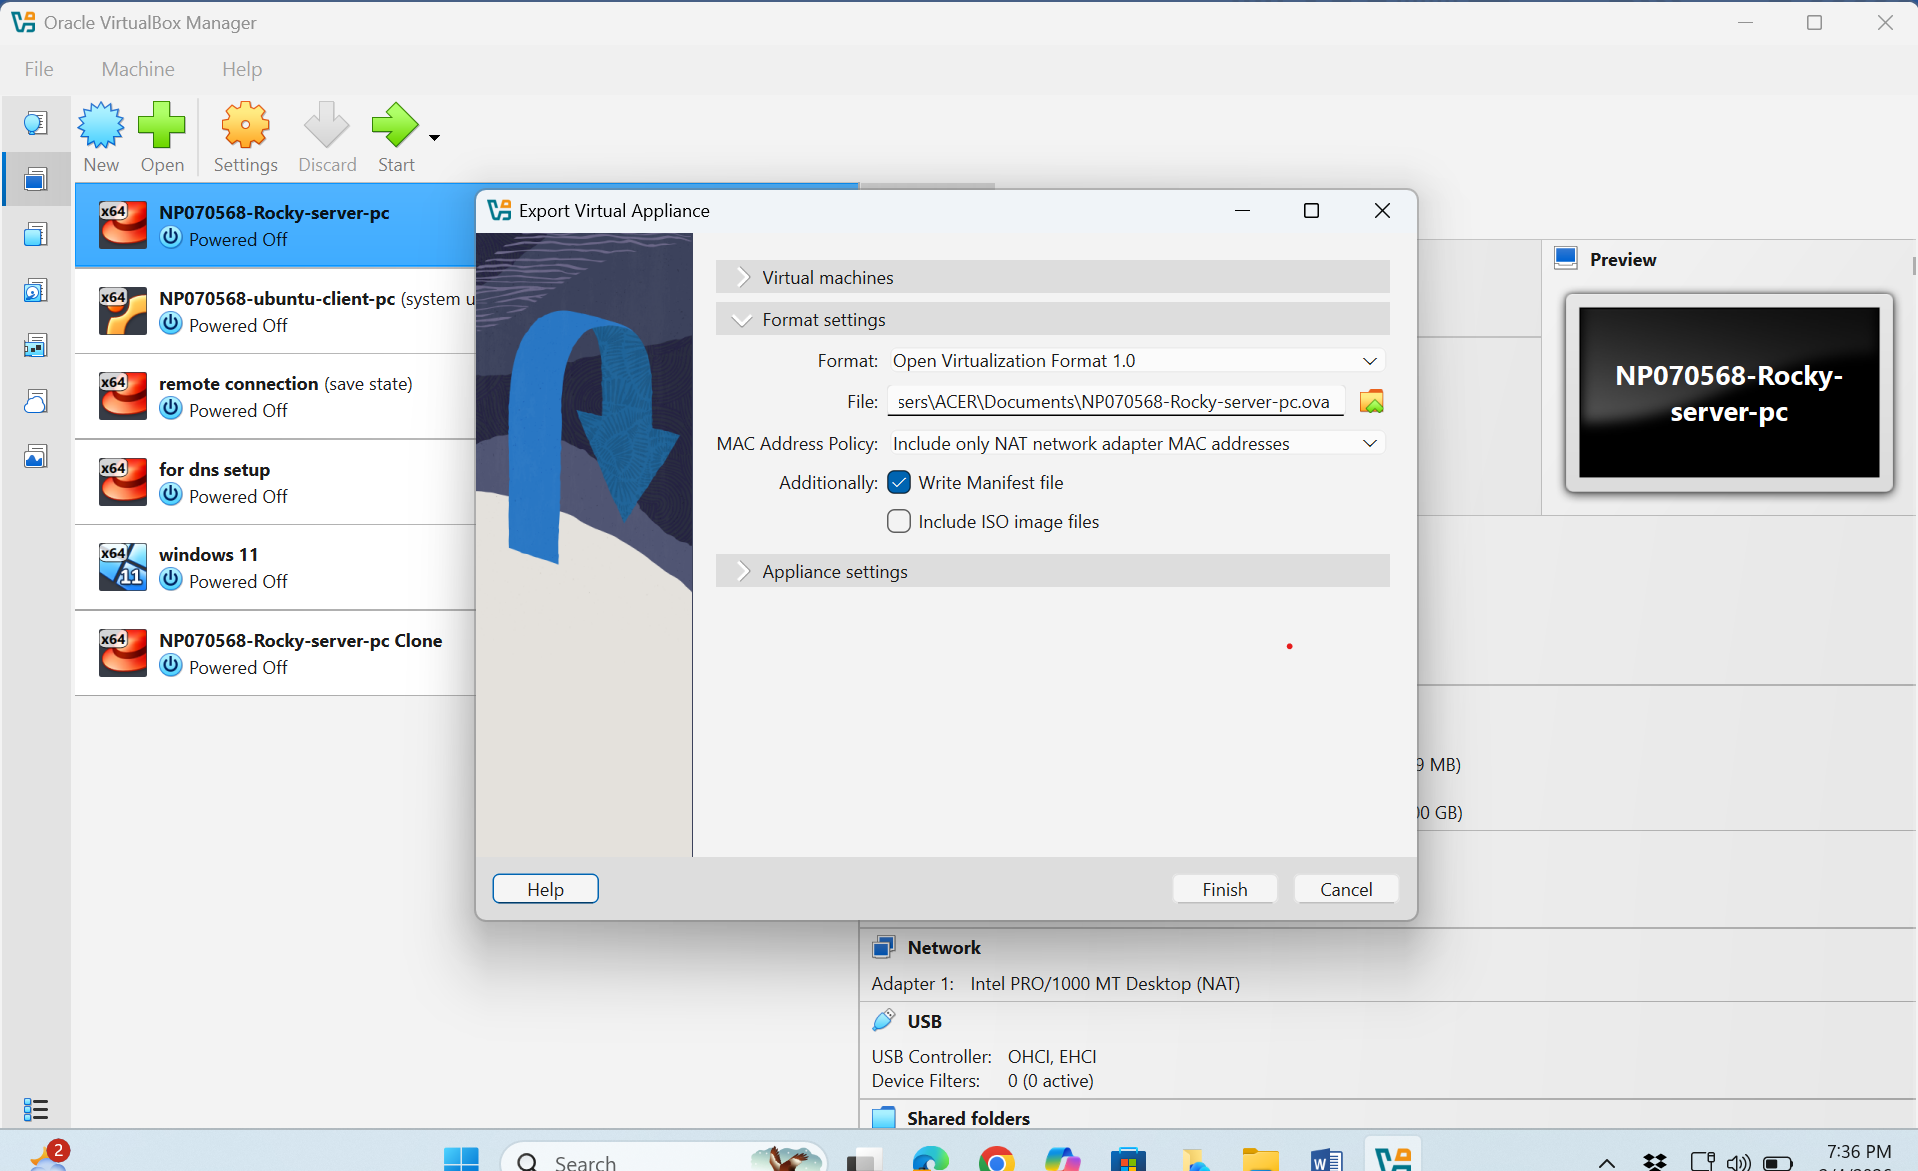 Oracle VirtualBox Manager
File Machine Help
New Open Settings Discard Start
x64 NP070568-Rocky-server-pc
Powered Off
x64 NP070568-ubuntu-client-pc (system u
Powered Off
x64 remote connection (save state)
Powered Off
x64 for dns setup
Powered Off
x64 11 windows 11
Powered Off
x64 NP070568-Rocky-server-pc Clone
Powered Off
Export Virtual Appliance
Virtual machines
Format settings
Format: Open Virtualization Format 1.0
File: sers\ACER\Documents\NP070568-Rocky-server-pc.ova
MAC Address Policy: Include only NAT network adapter MAC addresses
Additionally: Write Manifest file
Include ISO image files
Appliance settings
Help Finish Cancel
Preview
NP070568-Rocky-
server-pc
9 MB)
00 GB)
Network
Adapter 1: Intel PRO/1000 MT Desktop (NAT)
USB
USB Controller: OHCI, EHCI
Device Filters: 0 (0 active)
Shared folders
2
Search
7:36 PM